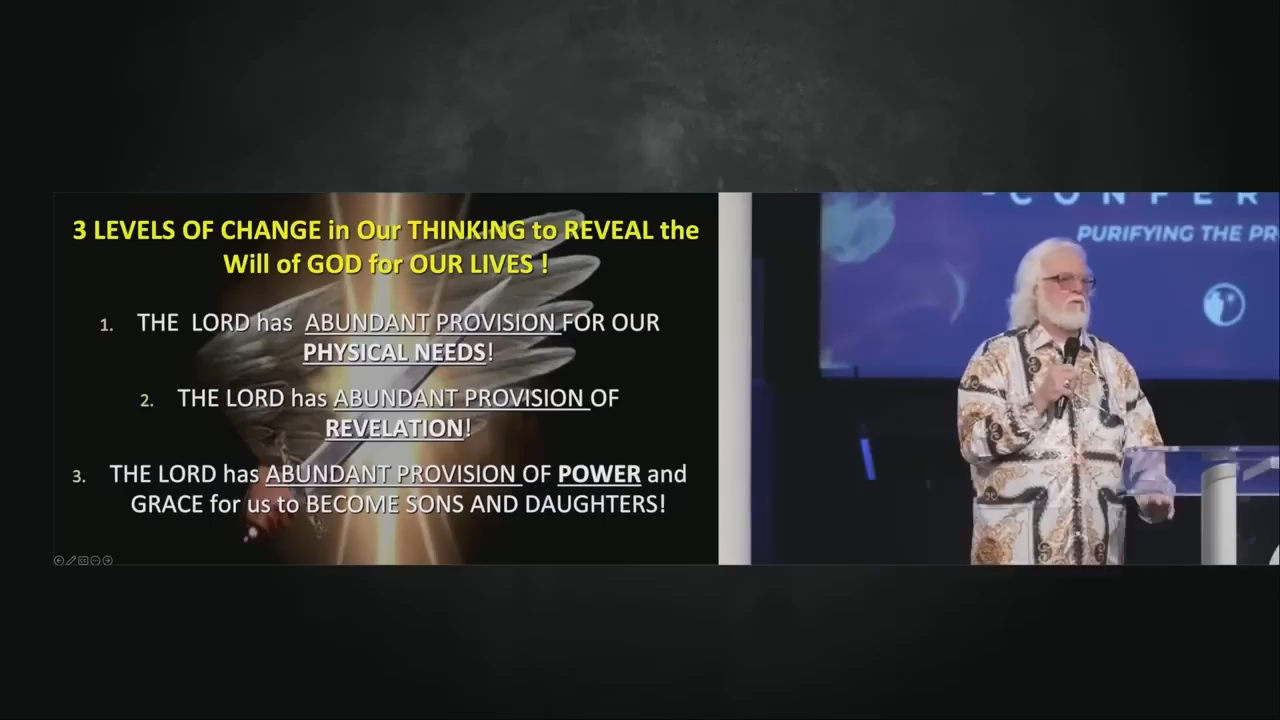 3 LEVELS OF CHANGE in Our THINKING to REVEAL the
Will of GOD for OUR LIVES !
1. THE LORD has ABUNDANT PROVISION FOR OUR
PHYSICAL NEEDS!
2. THE LORD has ABUNDANT PROVISION OF
REVELATION!
3. THE LORD has ABUNDANT PROVISION OF POWER and
GRACE for us to BECOME SONS AND DAUGHTERS!
CONFER
PURIFYING THE PR